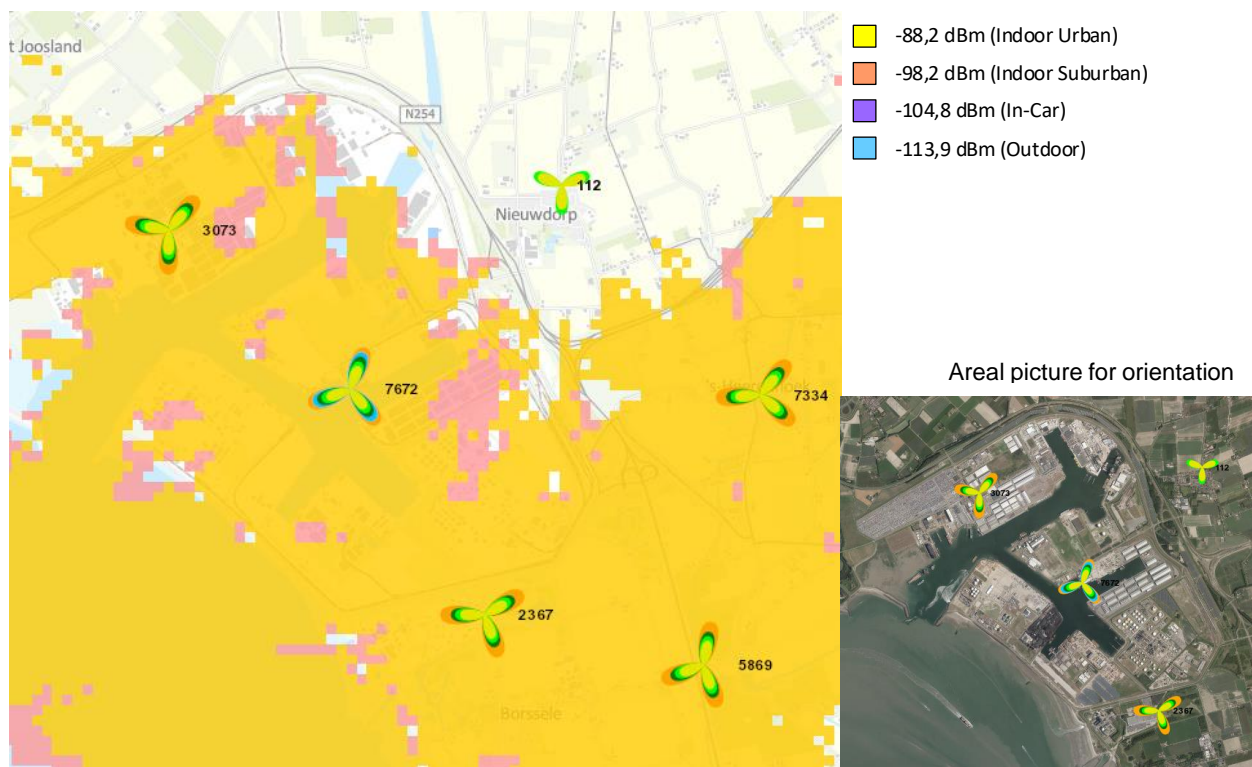 t Joosland
N254
112
Nieuwdorp
3073
7672
7334
2367
5869
Borssele
-88,2 dBm (Indoor Urban)
-98,2 dBm (Indoor Suburban)
-104,8 dBm (In-Car)
-113,9 dBm (Outdoor)
Areal picture for orientation
112
3073
7672
2367